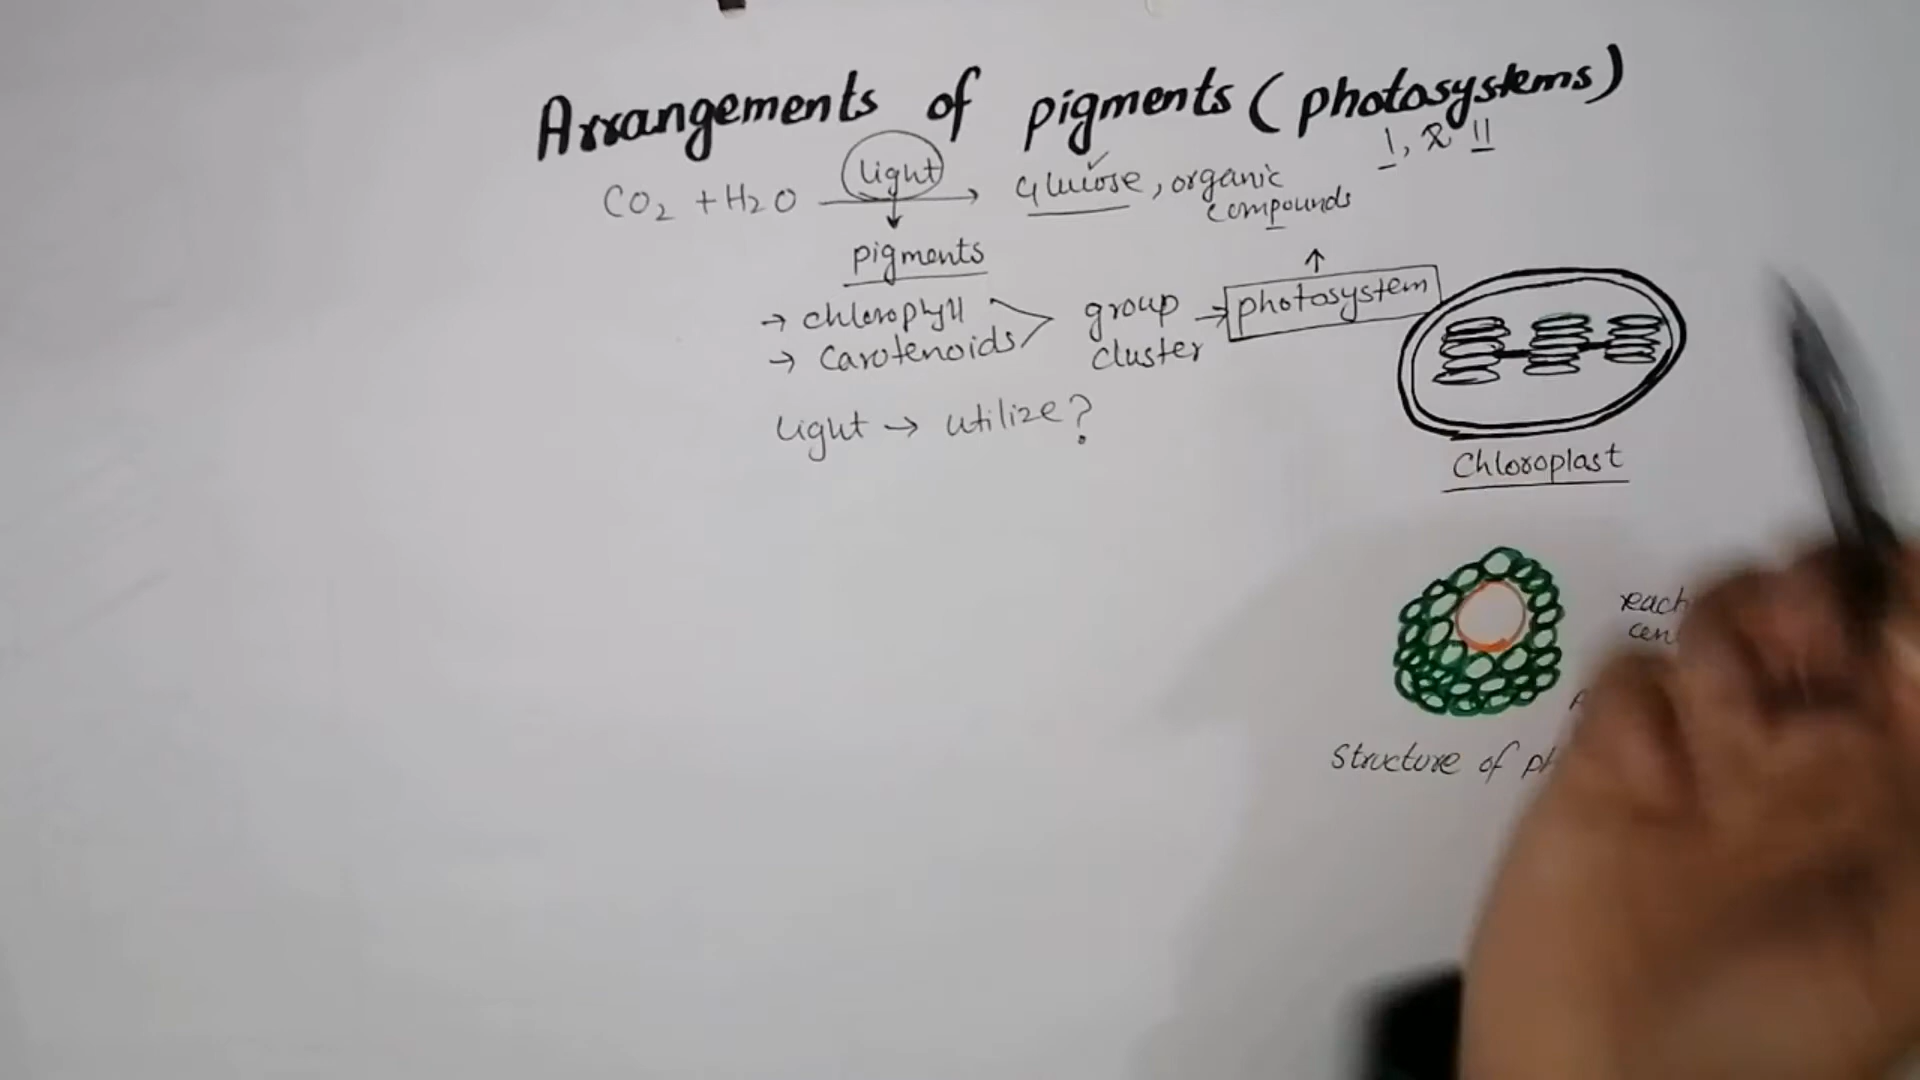 Arrangements of pigments (photosystems)
I, & II
CO2 + H2O light → Glucose, organic
compounds
pigments
→ chlorophyll
→ Carotenoids
group → photosystem
cluster
light → utilize?
Chloroplast
Structure of